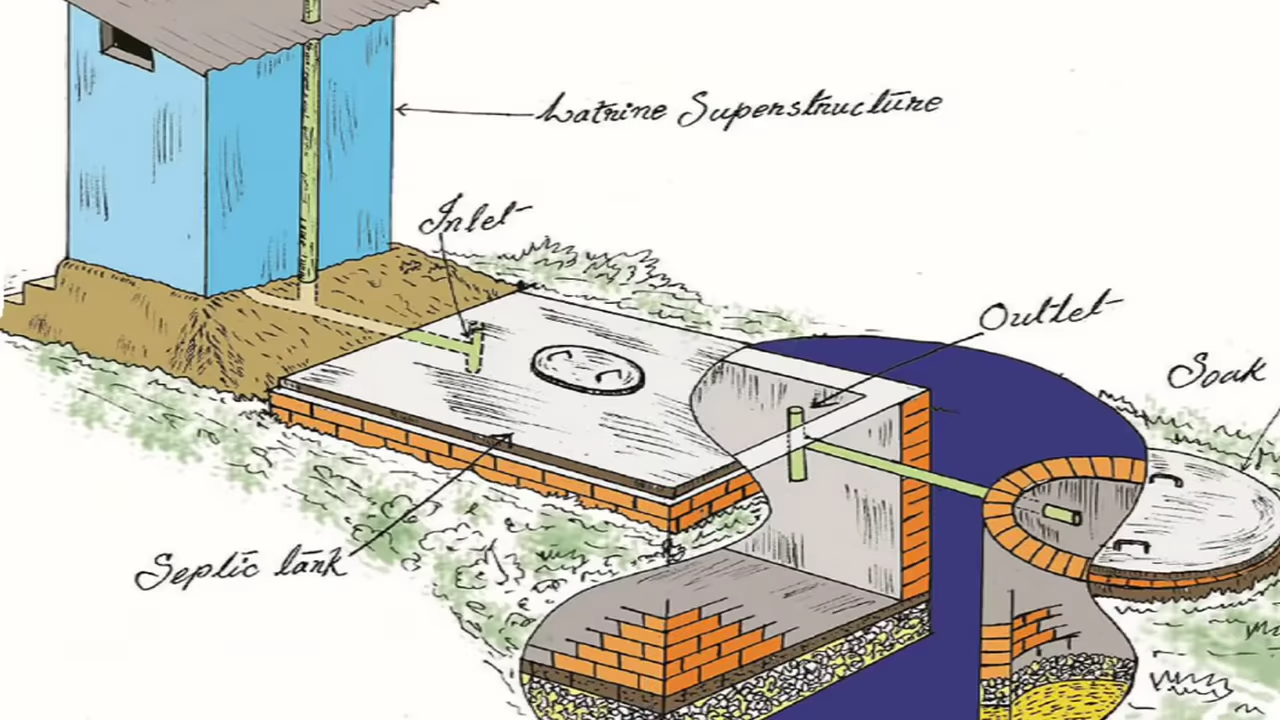 Latrine Superstructure
Inlet
Outlet
Soak
Septic tank